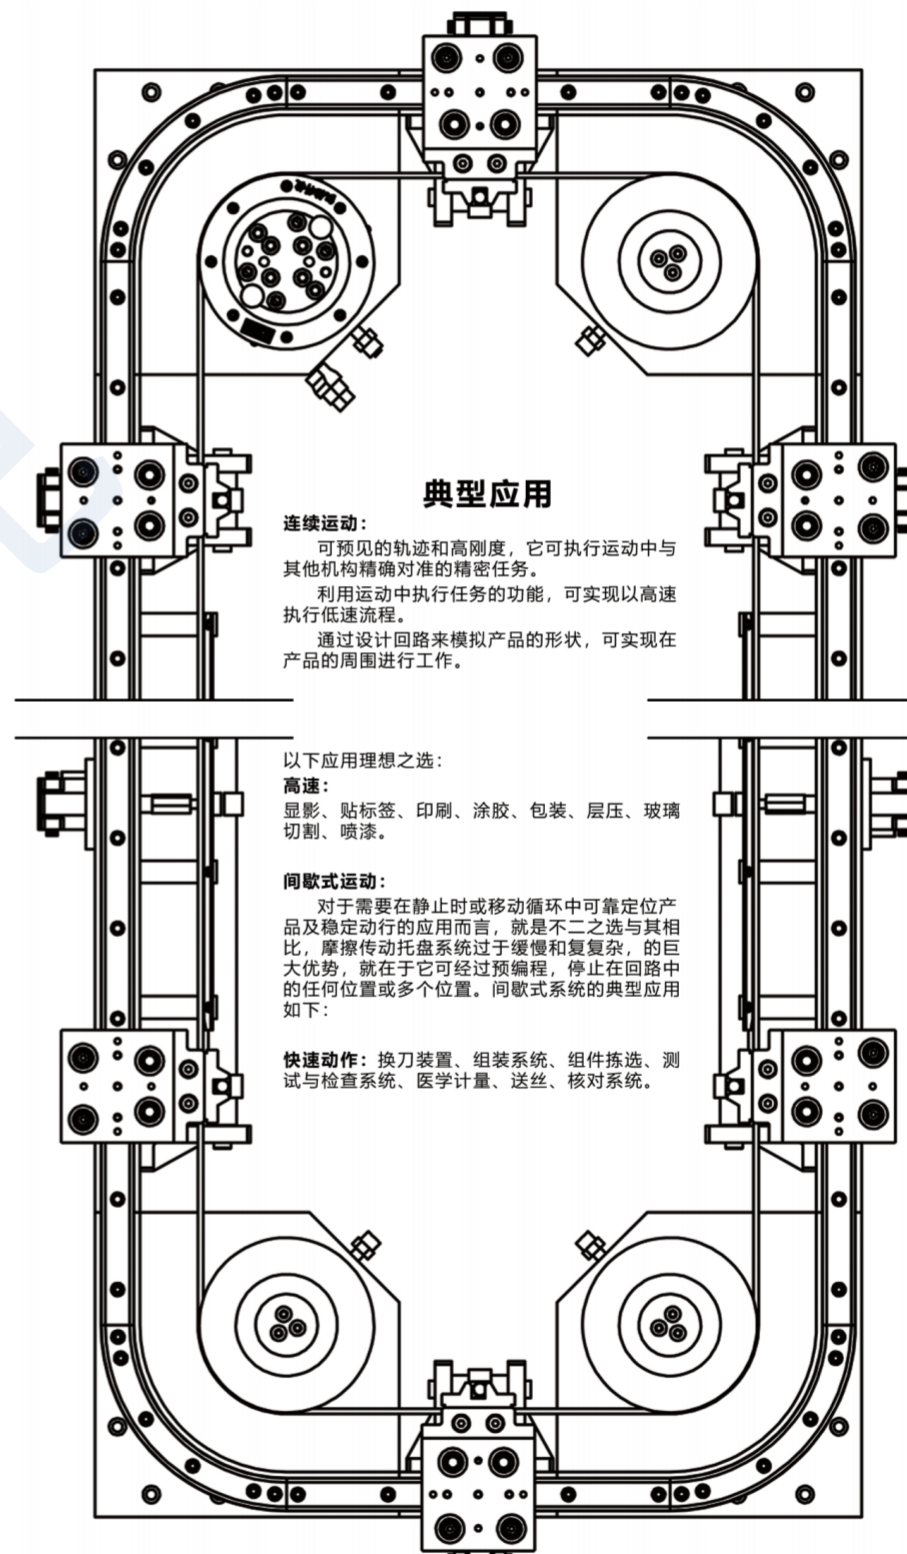 典型应用
连续运动：
可预见的轨迹和高刚度，它可执行运动中与
其他机构精确对准的精密任务。
利用运动中执行任务的功能，可实现以高速
执行低速流程。
通过设计回路来模拟产品的形状，可实现在
产品的周围进行工作。
以下应用理想之选：
高速：
显影、贴标签、印刷、涂胶、包装、层压、玻璃
切割、喷漆。
间歇式运动：
对于需要在静止时或移动循环中可靠定位产
品及稳定动行的应用而言，就是不二之选与其相
比，摩擦传动托盘系统过于缓慢和复复杂，的巨
大优势，就在于它可经过预编程，停止在回路中
的任何位置或多个位置。间歇式系统的典型应用
如下：
快速动作：换刀装置、组装系统、组件拣选、测
试与检查系统、医学计量、送丝、核对系统。